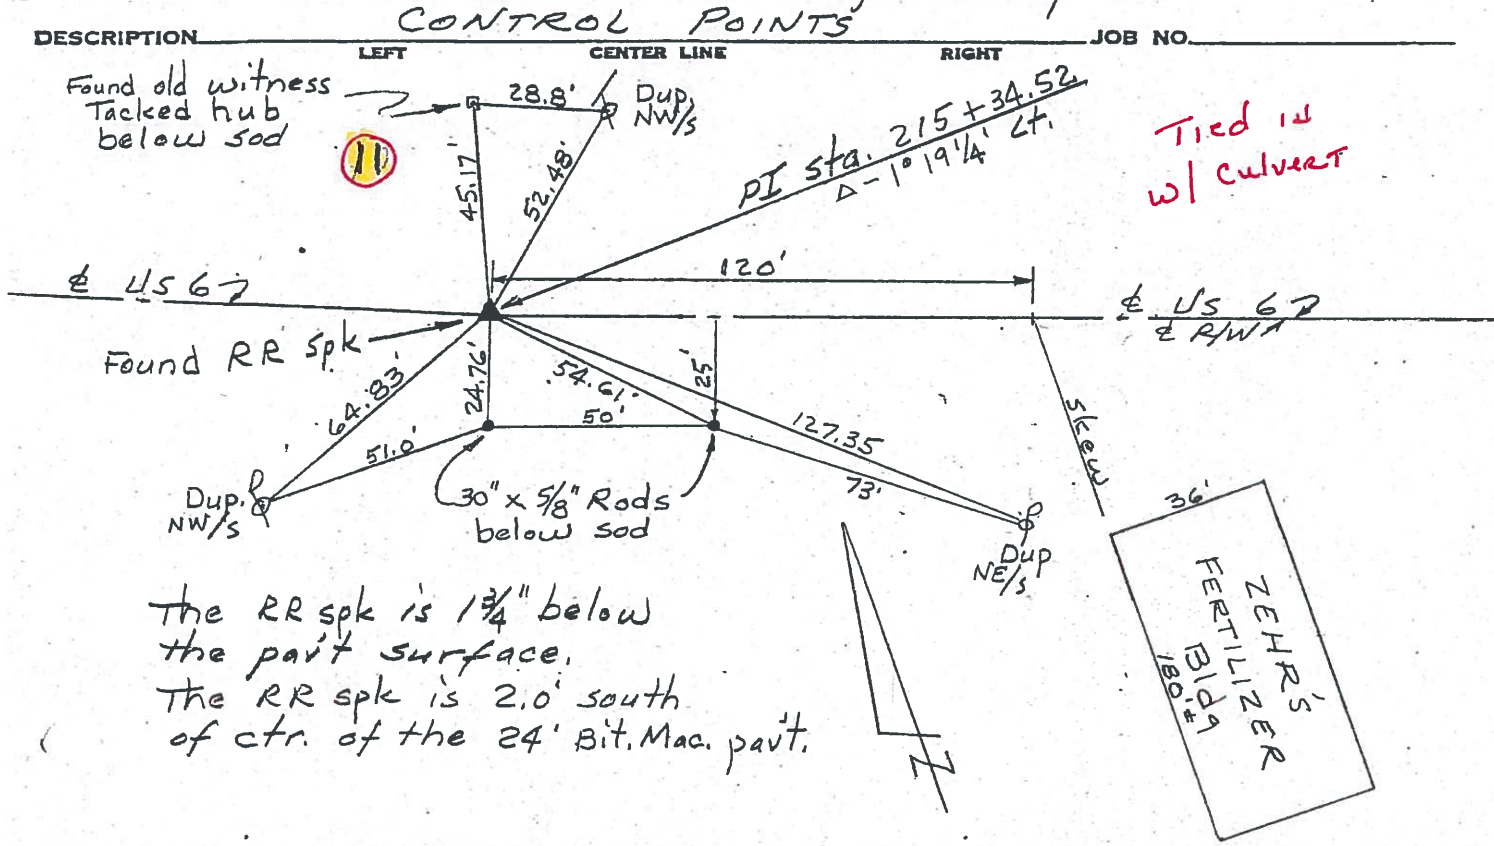 CONTROL POINTS
DESCRIPTION
LEFT
CENTER LINE
RIGHT
JOB NO.
Found old witness
Tacked hub
below sod
11
28.8'
Dup.
NW/s
45.17'
52.48'
PI sta. 215+34.52
Δ-1°19¼' Lt.
Tied in
w/ Culvert
℄ US 6
120'
℄ US 6
℄ R/W
Found RR spk
64.83'
24.76'
54.61'
25'
50'
51.0'
127.35
73'
Skew
Dup.
NW/s
30" x 5/8" Rods
below sod
Dup
NE/s
36'
ZEHR'S
FERTILIZER
Bldg
180'±
The RR spk is 1¾" below
the pav't surface.
The RR spk is 2.0' south
of ctr. of the 24' Bit. Mac. pav't.
N